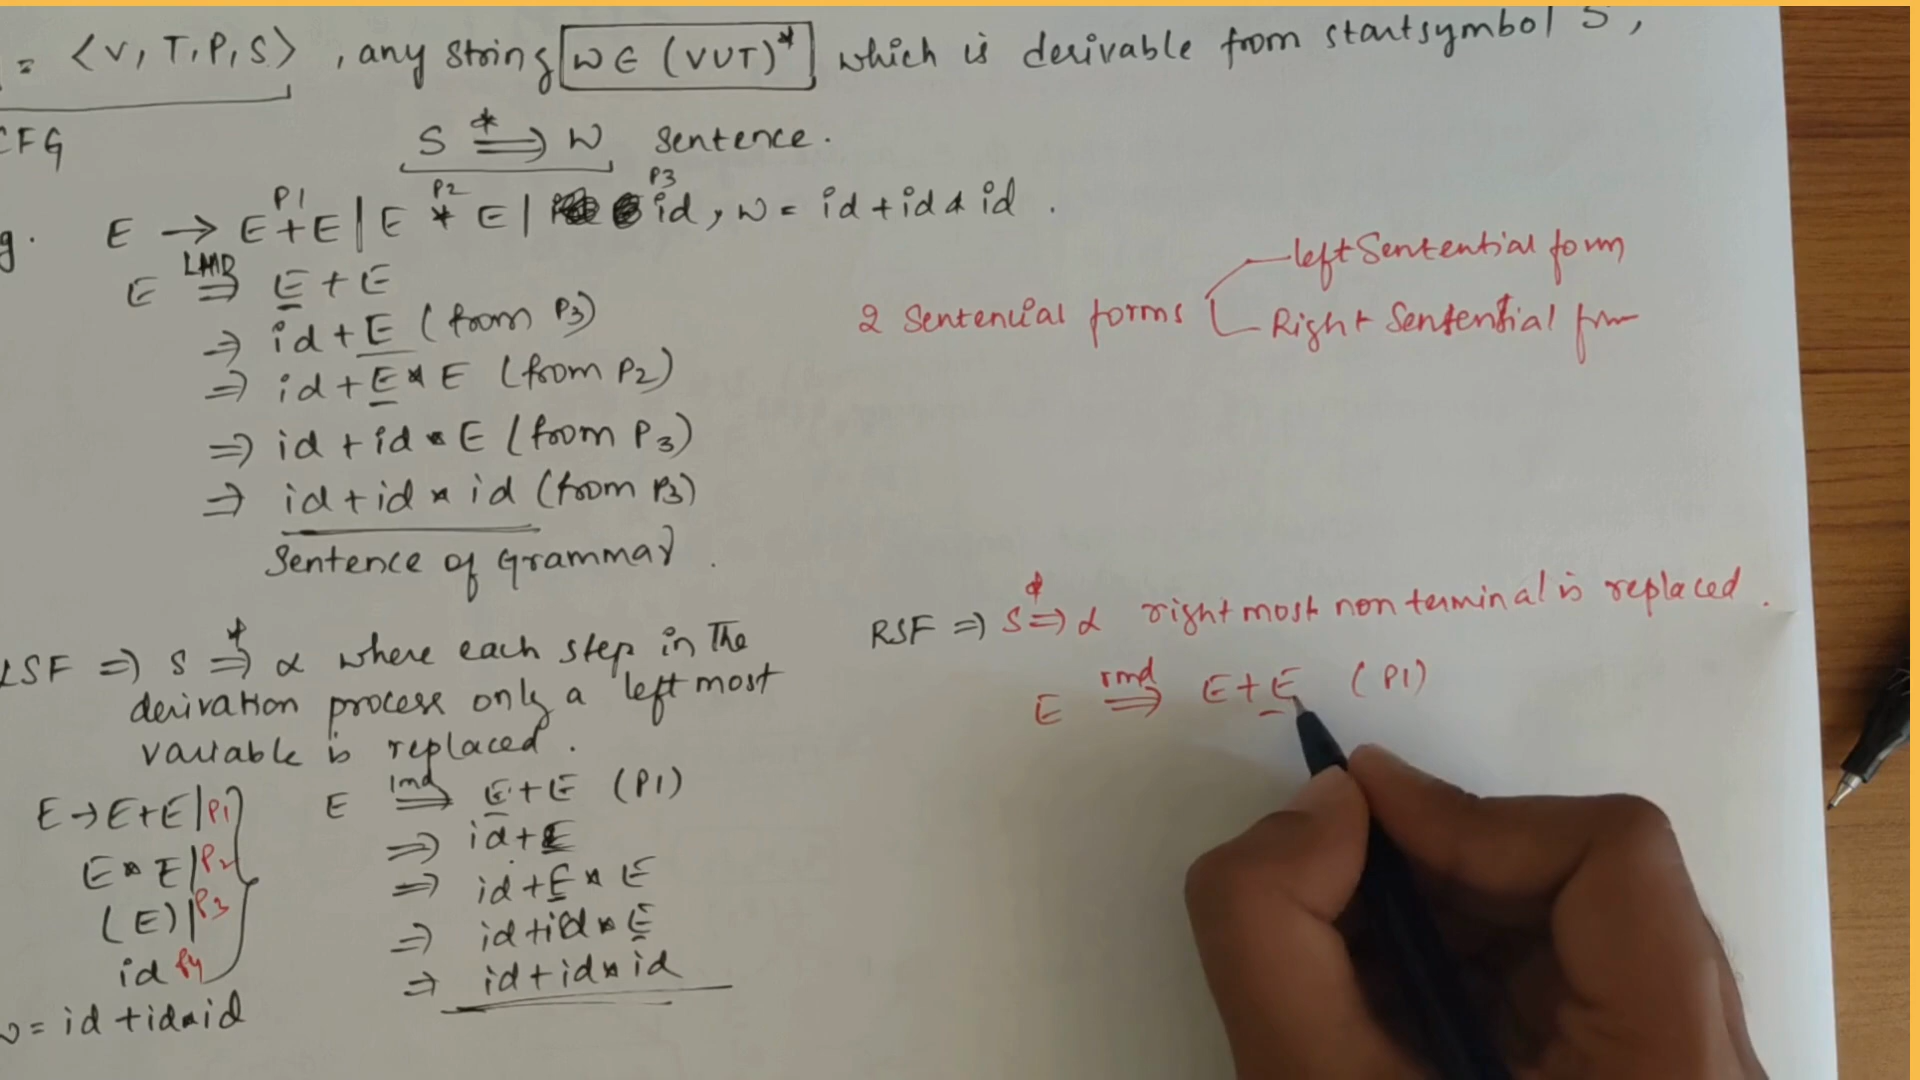 = ⟨V, T, P, S⟩ , any string W ∈ (VUT)* which is derivable from startsymbol S,
CFG
S *⇒ W sentence.
P1 P2 P3
g. E → E+E | E * E | id, W = id+id*id.
E LMD⇒ E+E
⇒ id+E (from P3)
⇒ id+E*E (from P2)
⇒ id+id*E (from P3)
⇒ id+id*id (from P3)
Sentence of Grammar.
2 Sentencial forms
left Sentential form
Right Sentential form
LSF ⇒ S *⇒ α where each step in The
derivation process only a left most
variable is replaced.
E → E+E | P1
E*E | P2
(E) | P3
id P4
W = id+id*id
E lmd⇒ E+E (P1)
⇒ id+E
⇒ id+E*E
⇒ id+id*E
⇒ id+id*id
RSF ⇒ S *⇒ α right most non terminal is replaced.
E rmd⇒ E+E (P1)